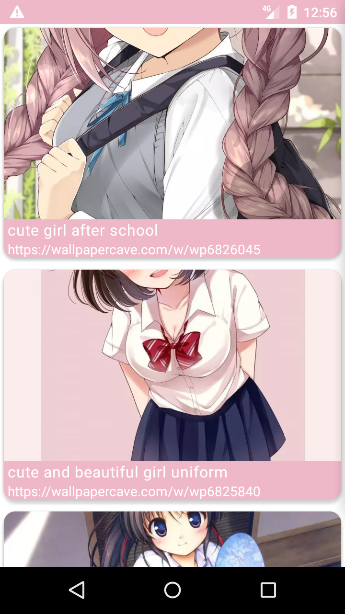 4G
12:56
cute girl after school
https://wallpapercave.com/w/wp6826045
cute and beautiful girl uniform
https://wallpapercave.com/w/wp6825840